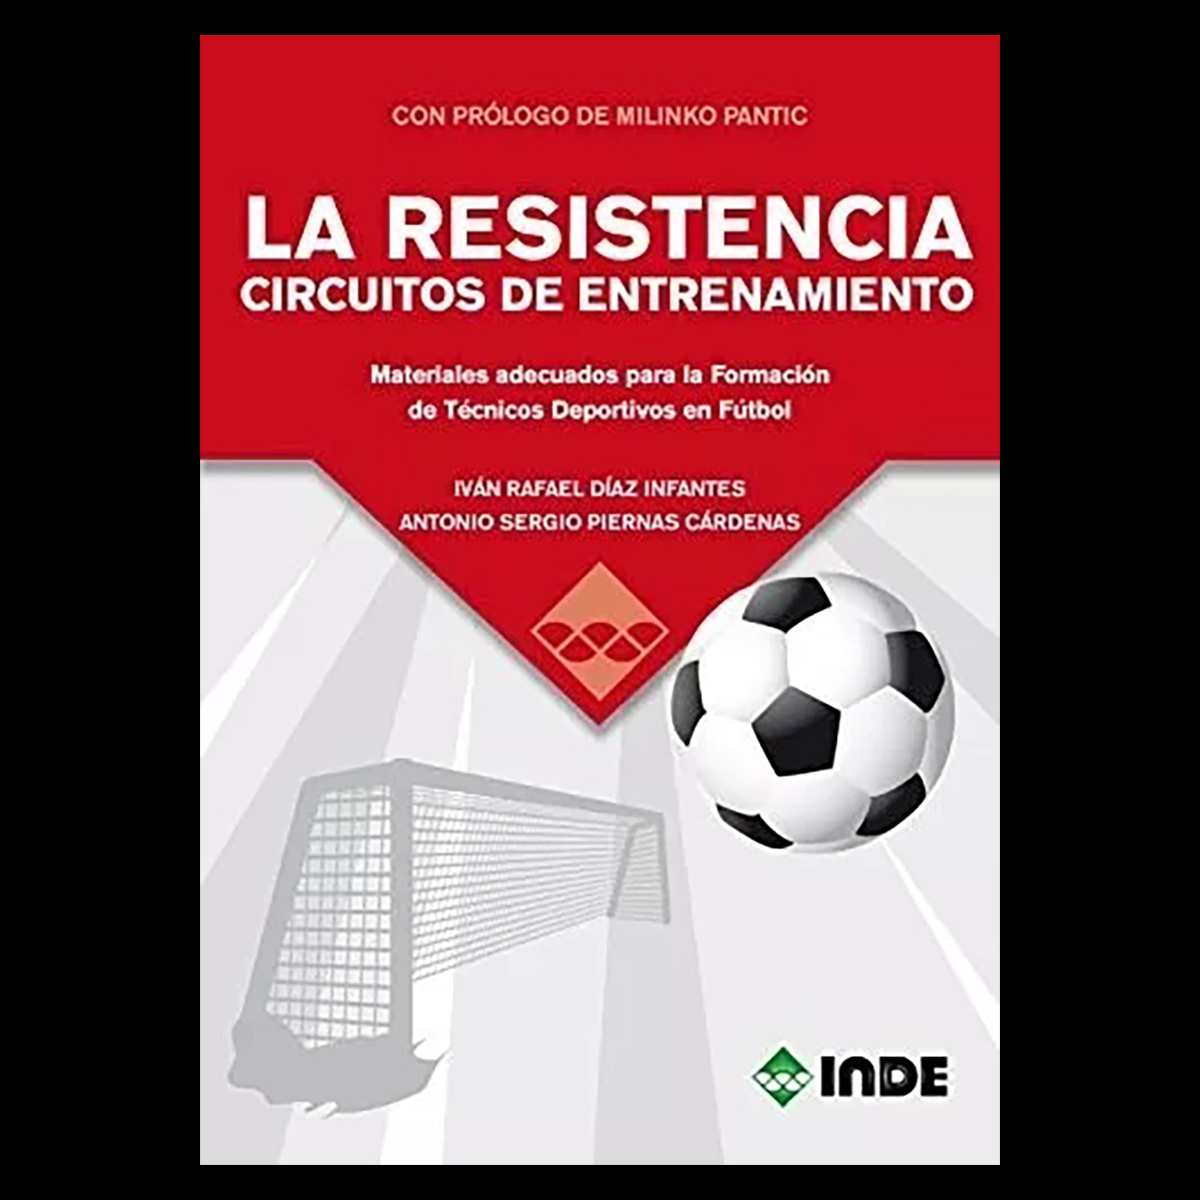 CON PRÓLOGO DE MILINKO PANTIC
LA RESISTENCIA
CIRCUITOS DE ENTRENAMIENTO
Materiales adecuados para la Formación
de Técnicos Deportivos en Fútbol
IVÁN RAFAEL DÍAZ INFANTES
ANTONIO SERGIO PIERNAS CÁRDENAS
INDE